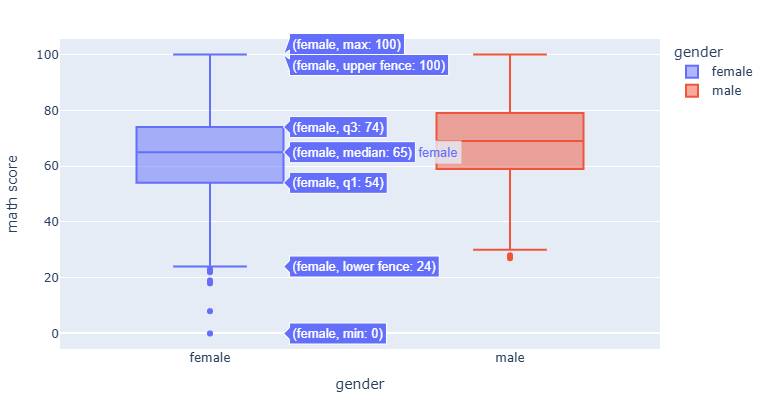 (female, max: 100)
gender
100
(female, upper fence: 100)
female
male
80
(female, q3: 74)
(female, median: 65) female
60
(female, q1: 54)
math score
40
(female, lower fence: 24)
20
(female, min: 0)
0
female
male
gender